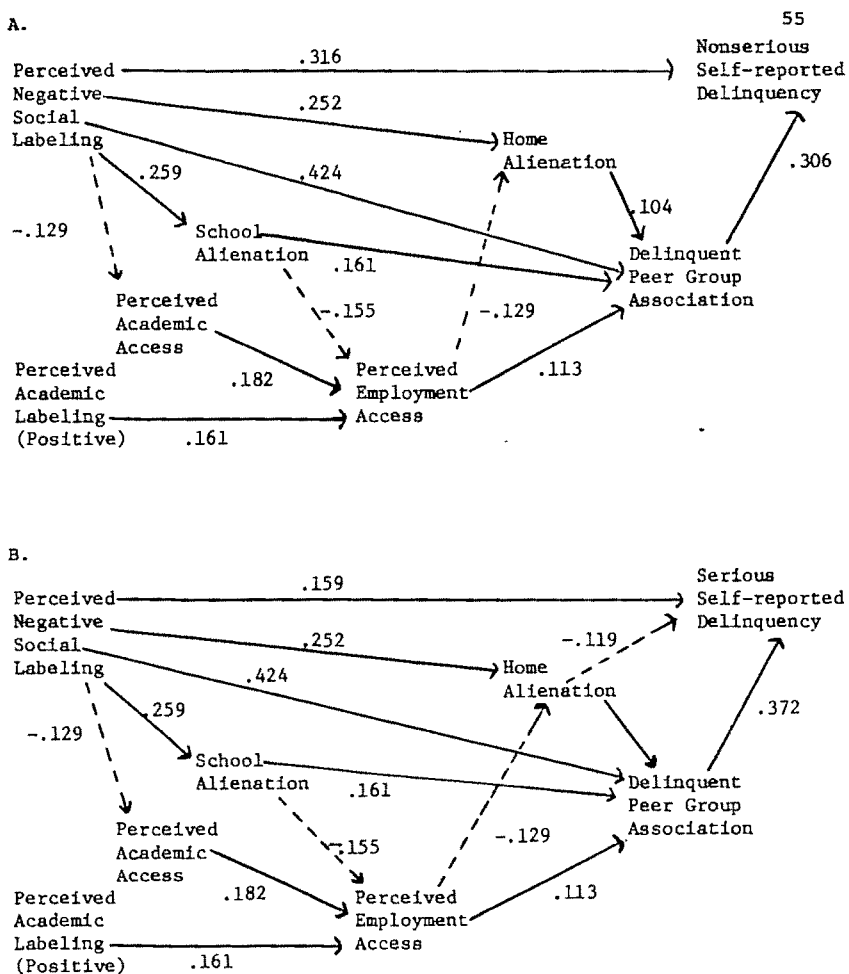 55
A.
Perceived
Negative
Social
Labeling
.316
Nonserious
Self-reported
Delinquency
.252
Home
Alienation
.424
.259
-.129
School
Alienation
.161
.104
.306
Delinquent
Peer Group
Association
-.155
-.129
Perceived
Academic
Access
.182
Perceived
Employment
Access
.113
Perceived
Academic
Labeling
(Positive)
.161
B.
Perceived
Negative
Social
Labeling
.159
Serious
Self-reported
Delinquency
.252
-.119
Home
Alienation
.424
.259
-.129
School
Alienation
.161
.372
Delinquent
Peer Group
Association
-.155
-.129
Perceived
Academic
Access
.182
Perceived
Employment
Access
.113
Perceived
Academic
Labeling
(Positive)
.161